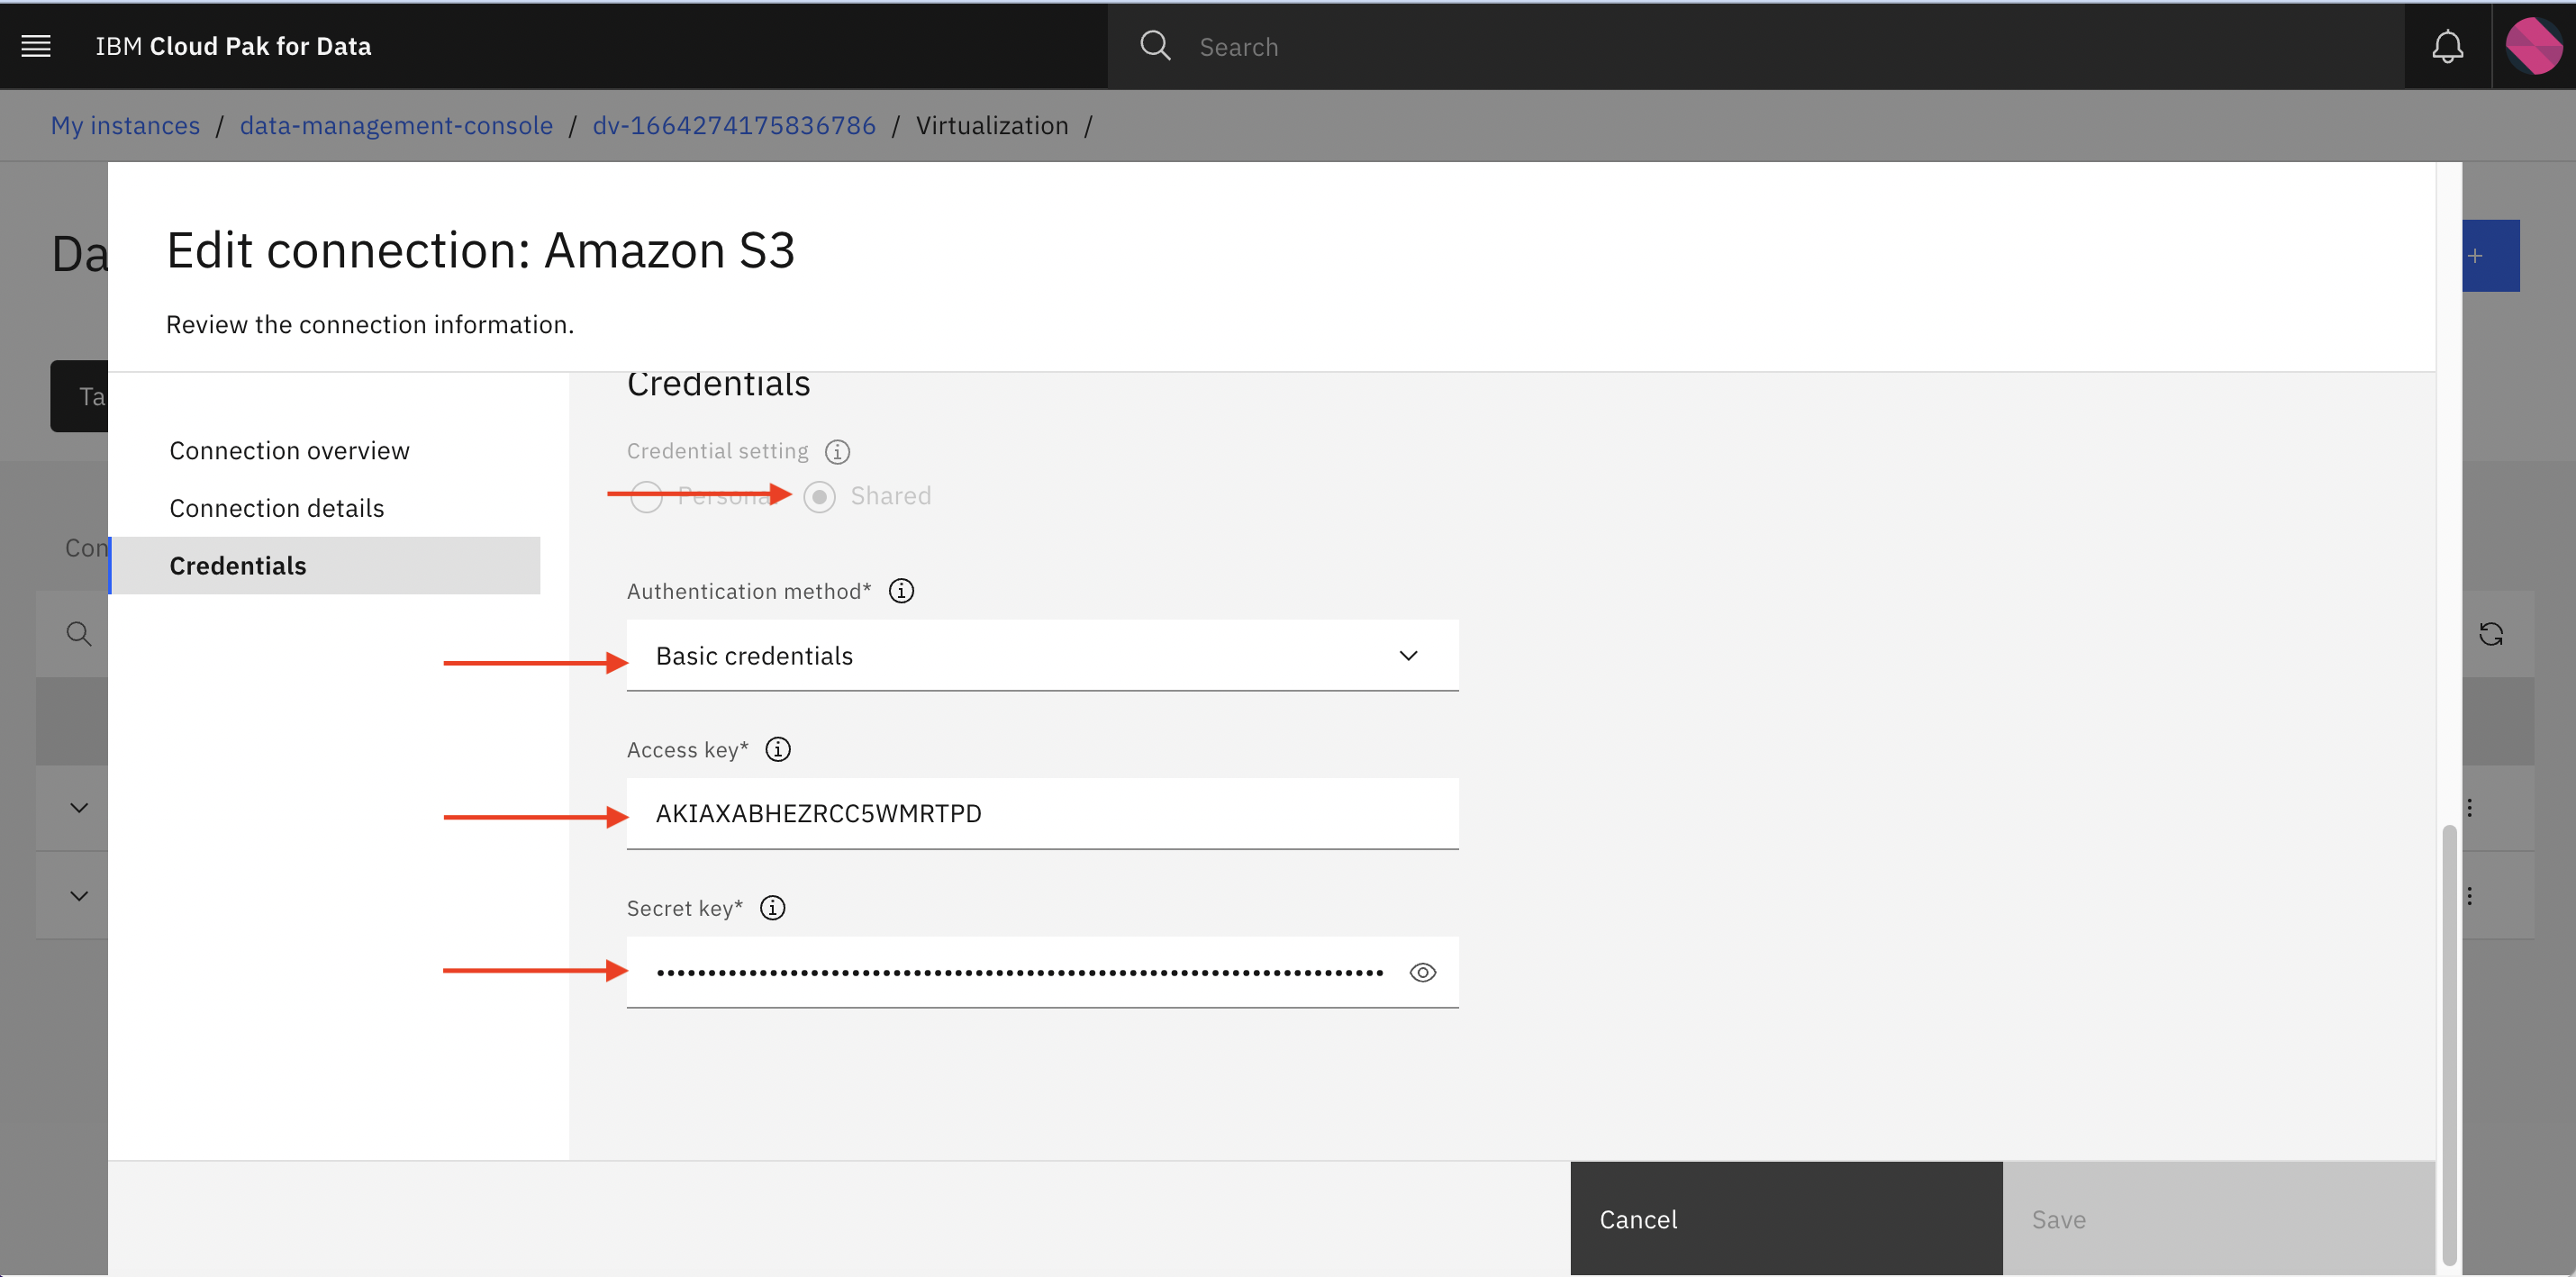 IBM Cloud Pak for Data
Search
My instances / data-management-console / dv-1664274175836786 / Virtualization /
Da
Edit connection: Amazon S3
+
Review the connection information.
Ta
Credentials
Connection overview
Credential setting
Personal
Shared
Connection details
Con
Credentials
Authentication method*
Basic credentials
Access key*
AKIAXABHEZRCC5WMRTPD
Secret key*
Cancel
Save